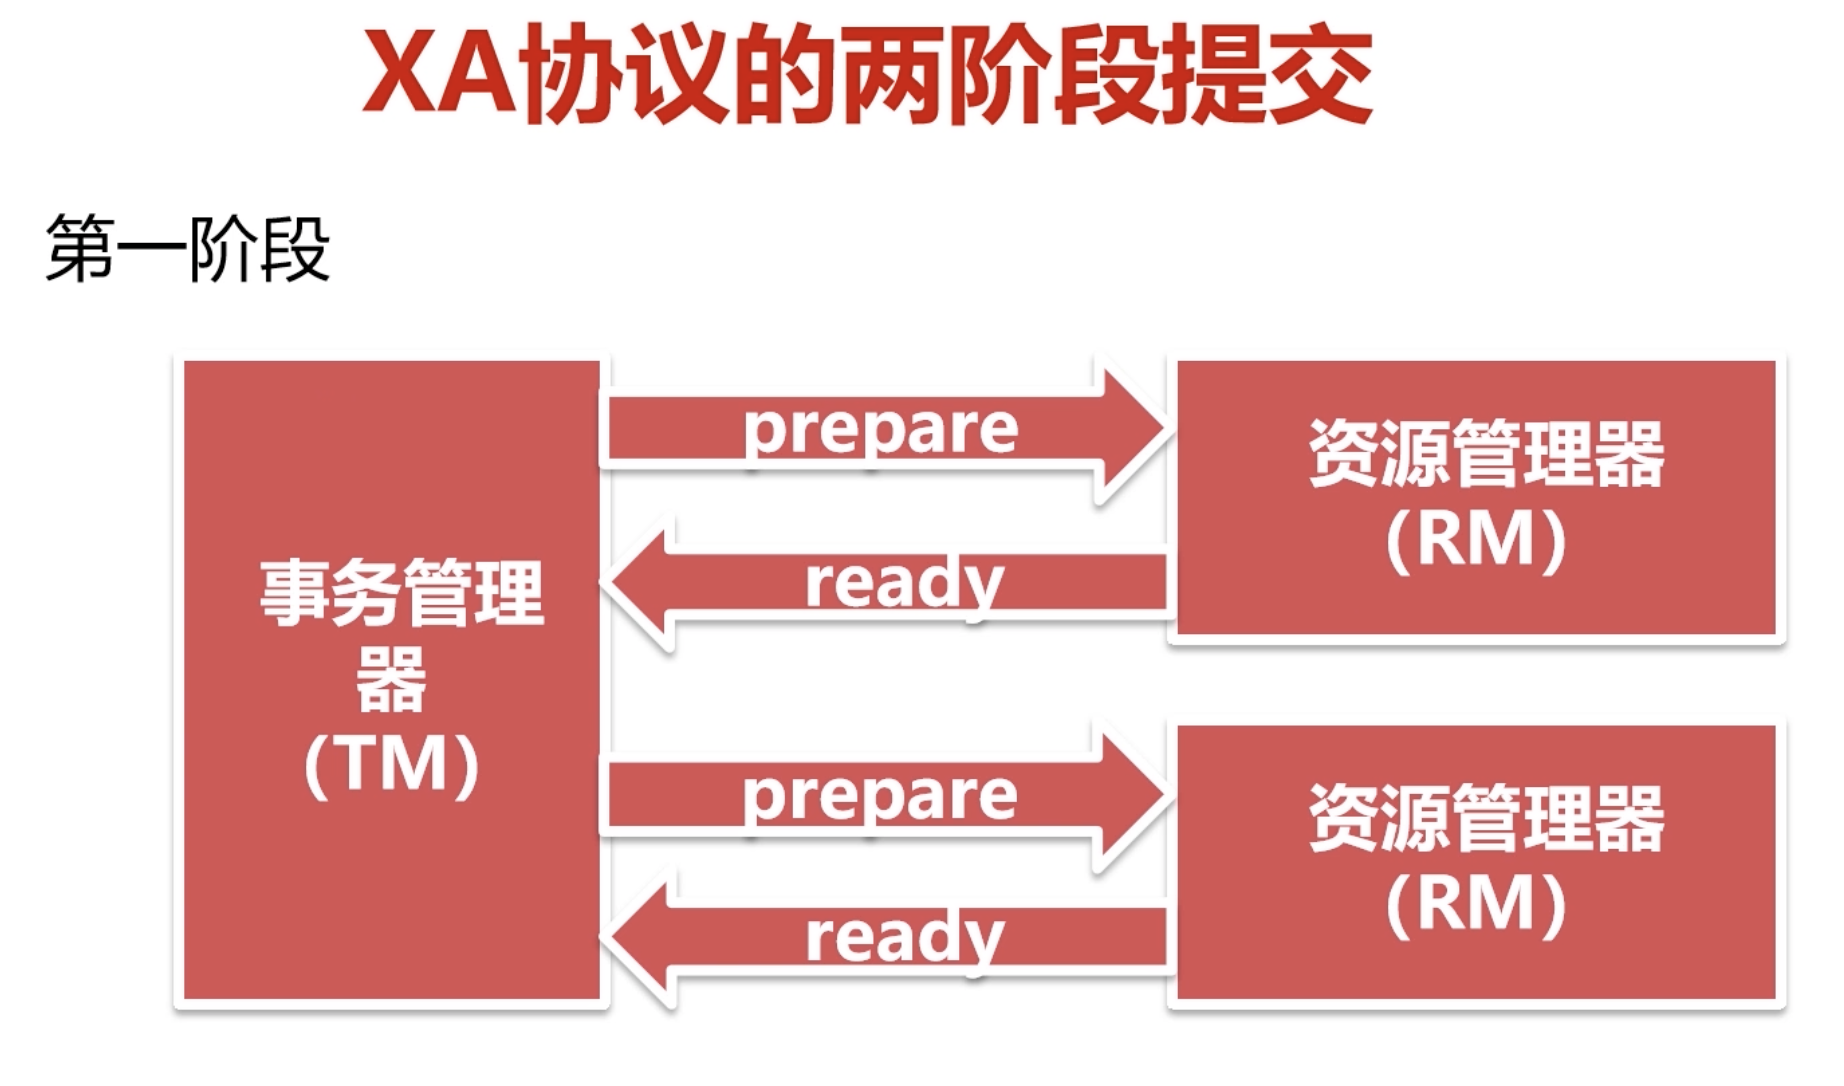 XA协议的两阶段提交
第一阶段
事务管理
器
（TM）
prepare
ready
资源管理器
（RM）
prepare
ready
资源管理器
（RM）